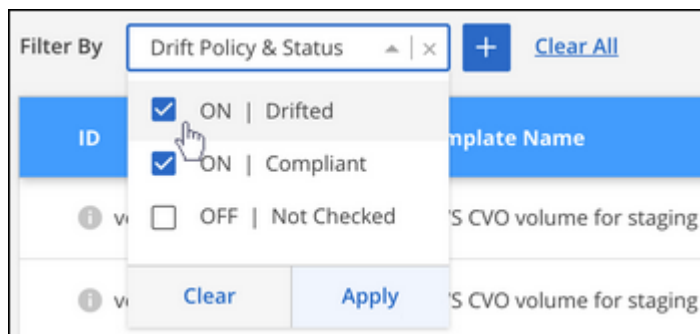 Filter By Drift Policy & Status Clear All
ON | Drifted
ID mplate Name
ON | Compliant
OFF | Not Checked
'S CVO volume for staging
Clear Apply
'S CVO volume for staging